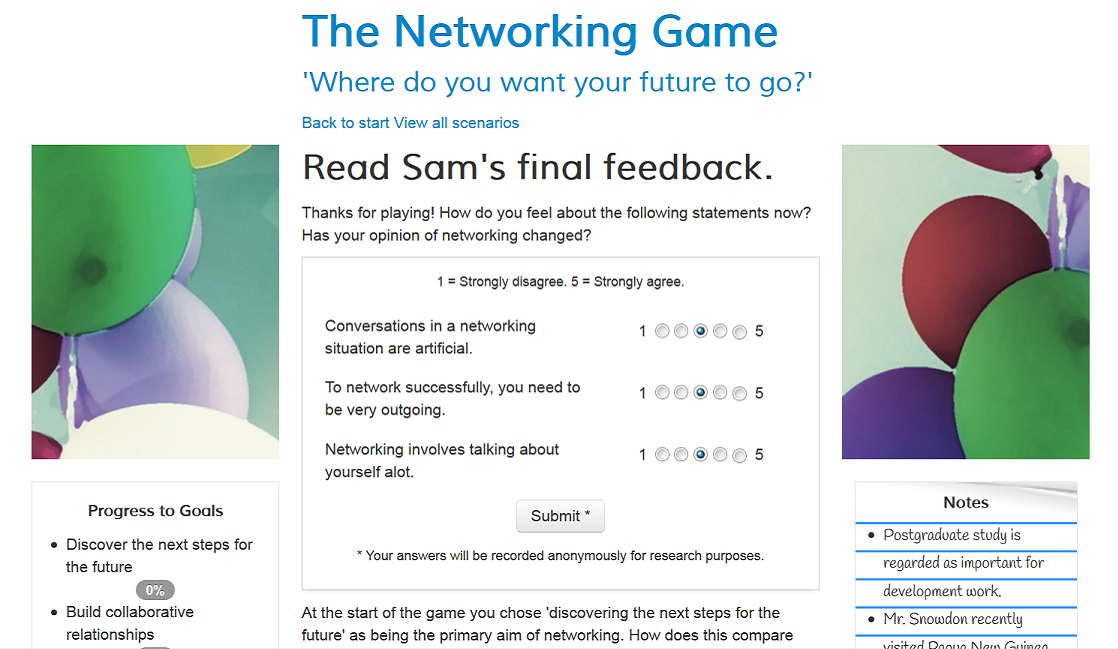 The Networking Game
'Where do you want your future to go?'
Back to start View all scenarios
Read Sam's final feedback.
Thanks for playing! How do you feel about the following statements now?
Has your opinion of networking changed?
1 = Strongly disagree. 5 = Strongly agree.
Conversations in a networking
situation are artificial.
1 5
To network successfully, you need to
be very outgoing.
1 5
Networking involves talking about
yourself alot.
1 5
Submit *
* Your answers will be recorded anonymously for research purposes.
At the start of the game you chose 'discovering the next steps for the
future' as being the primary aim of networking. How does this compare
Progress to Goals
• Discover the next steps for
the future
0%
• Build collaborative
relationships
Notes
• Postgraduate study is
regarded as important for
development work.
• Mr. Snowdon recently
visited Papua New Guinea